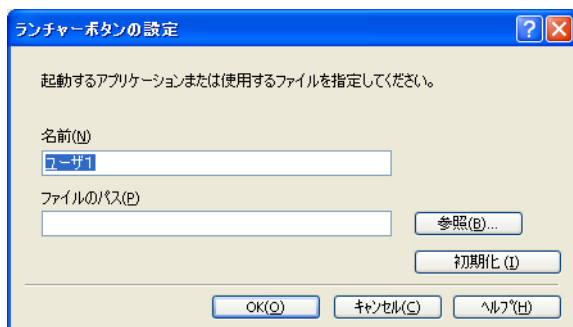 ランチャーボタンの設定
起動するアプリケーションまたは使用するファイルを指定してください。
名前(N)
ユーザ1
ファイルのパス(P)
参照(B)...
初期化(I)
OK(O) キャンセル(C) ヘルプ(H)